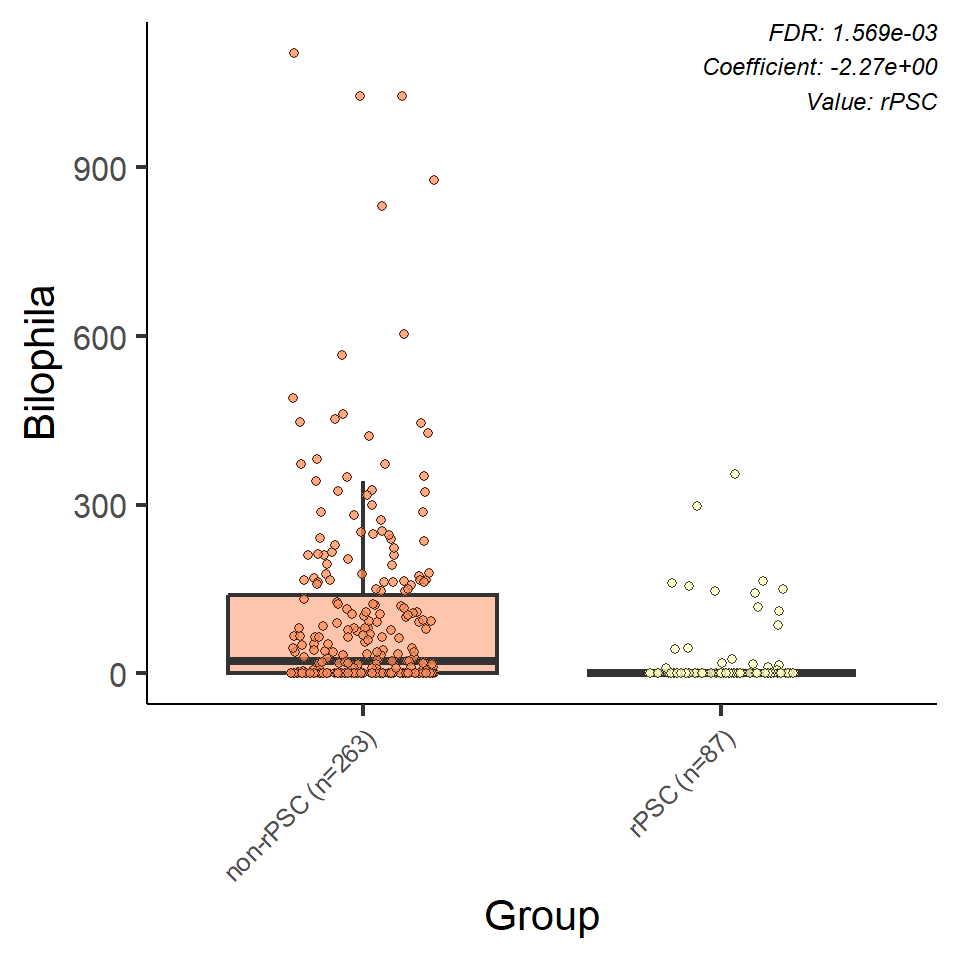 FDR: 1.569e-03
Coefficient: -2.27e+00
Value: rPSC
Bilophila
900
600
300
0
non-rPSC (n=263)
rPSC (n=87)
Group